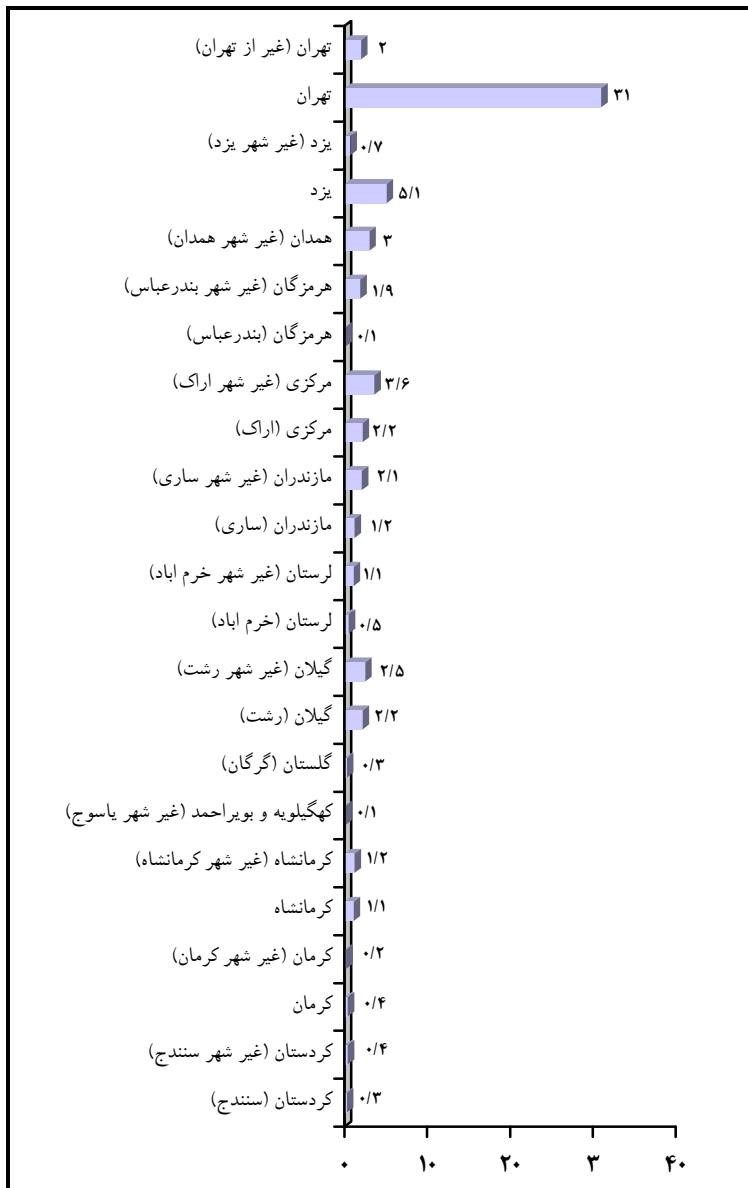 تهران (غیر از تهران) ۲
تهران ۳۱
یزد (غیر شهر یزد) ۰/۷
یزد ۵/۱
همدان (غیر شهر همدان) ۳
هرمزگان (غیر شهر بندرعباس) ۱/۹
هرمزگان (بندرعباس) ۰/۱
مرکزی (غیر شهر اراک) ۳/۶
مرکزی (اراک) ۲/۲
مازندران (غیر شهر ساری) ۲/۱
مازندران (ساری) ۱/۲
لرستان (غیر شهر خرم اباد) ۱/۱
لرستان (خرم اباد) ۰/۵
گیلان (غیر شهر رشت) ۲/۵
گیلان (رشت) ۲/۲
گلستان (گرگان) ۰/۳
کهگیلویه و بویراحمد (غیر شهر یاسوج) ۰/۱
کرمانشاه (غیر شهر کرمانشاه) ۱/۲
کرمانشاه ۱/۱
کرمان (غیر شهر کرمان) ۰/۲
کرمان ۰/۴
کردستان (غیر شهر سنندج) ۰/۴
کردستان (سنندج) ۰/۳
۰ ۱۰ ۲۰ ۳ ۴۰